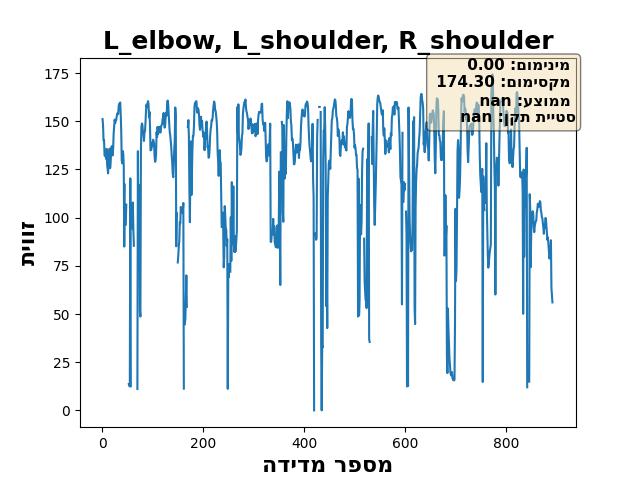 L_elbow, L_shoulder, R_shoulder
מינימום: 0.00
מקסימום: 174.30
ממוצע: nan
סטיית תקן: nan
175
150
125
100
75
50
25
0
זווית
0 200 400 600 800
מספר מדידה